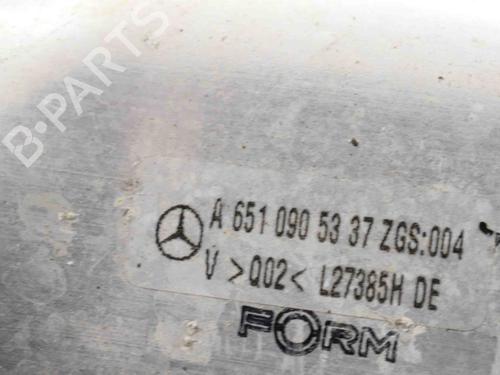 B-PARTS
A 651 090 53 37 ZGS:004
V >Q02< L27385H DE
FORM